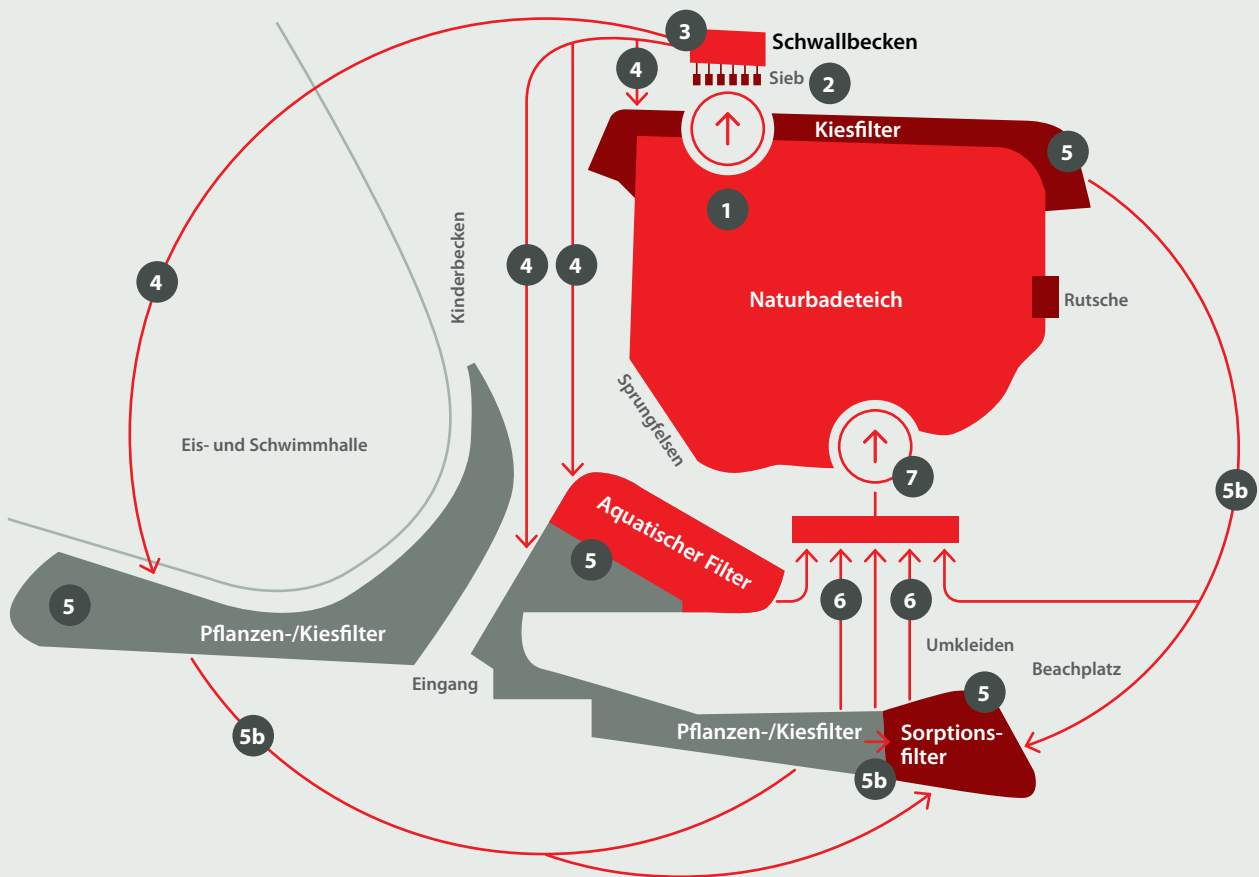 3
Schwallbecken
4
Sieb
2
Kiesfilter
5
1
Kinderbecken
4
4
4
Naturbadeteich
Rutsche
Sprungfelsen
Eis- und Schwimmhalle
7
5b
Aquatischer Filter
5
5
6
6
Pflanzen-/Kiesfilter
Umkleiden
Beachplatz
Eingang
5
5b
Pflanzen-/Kiesfilter
Sorptions-
filter
5b